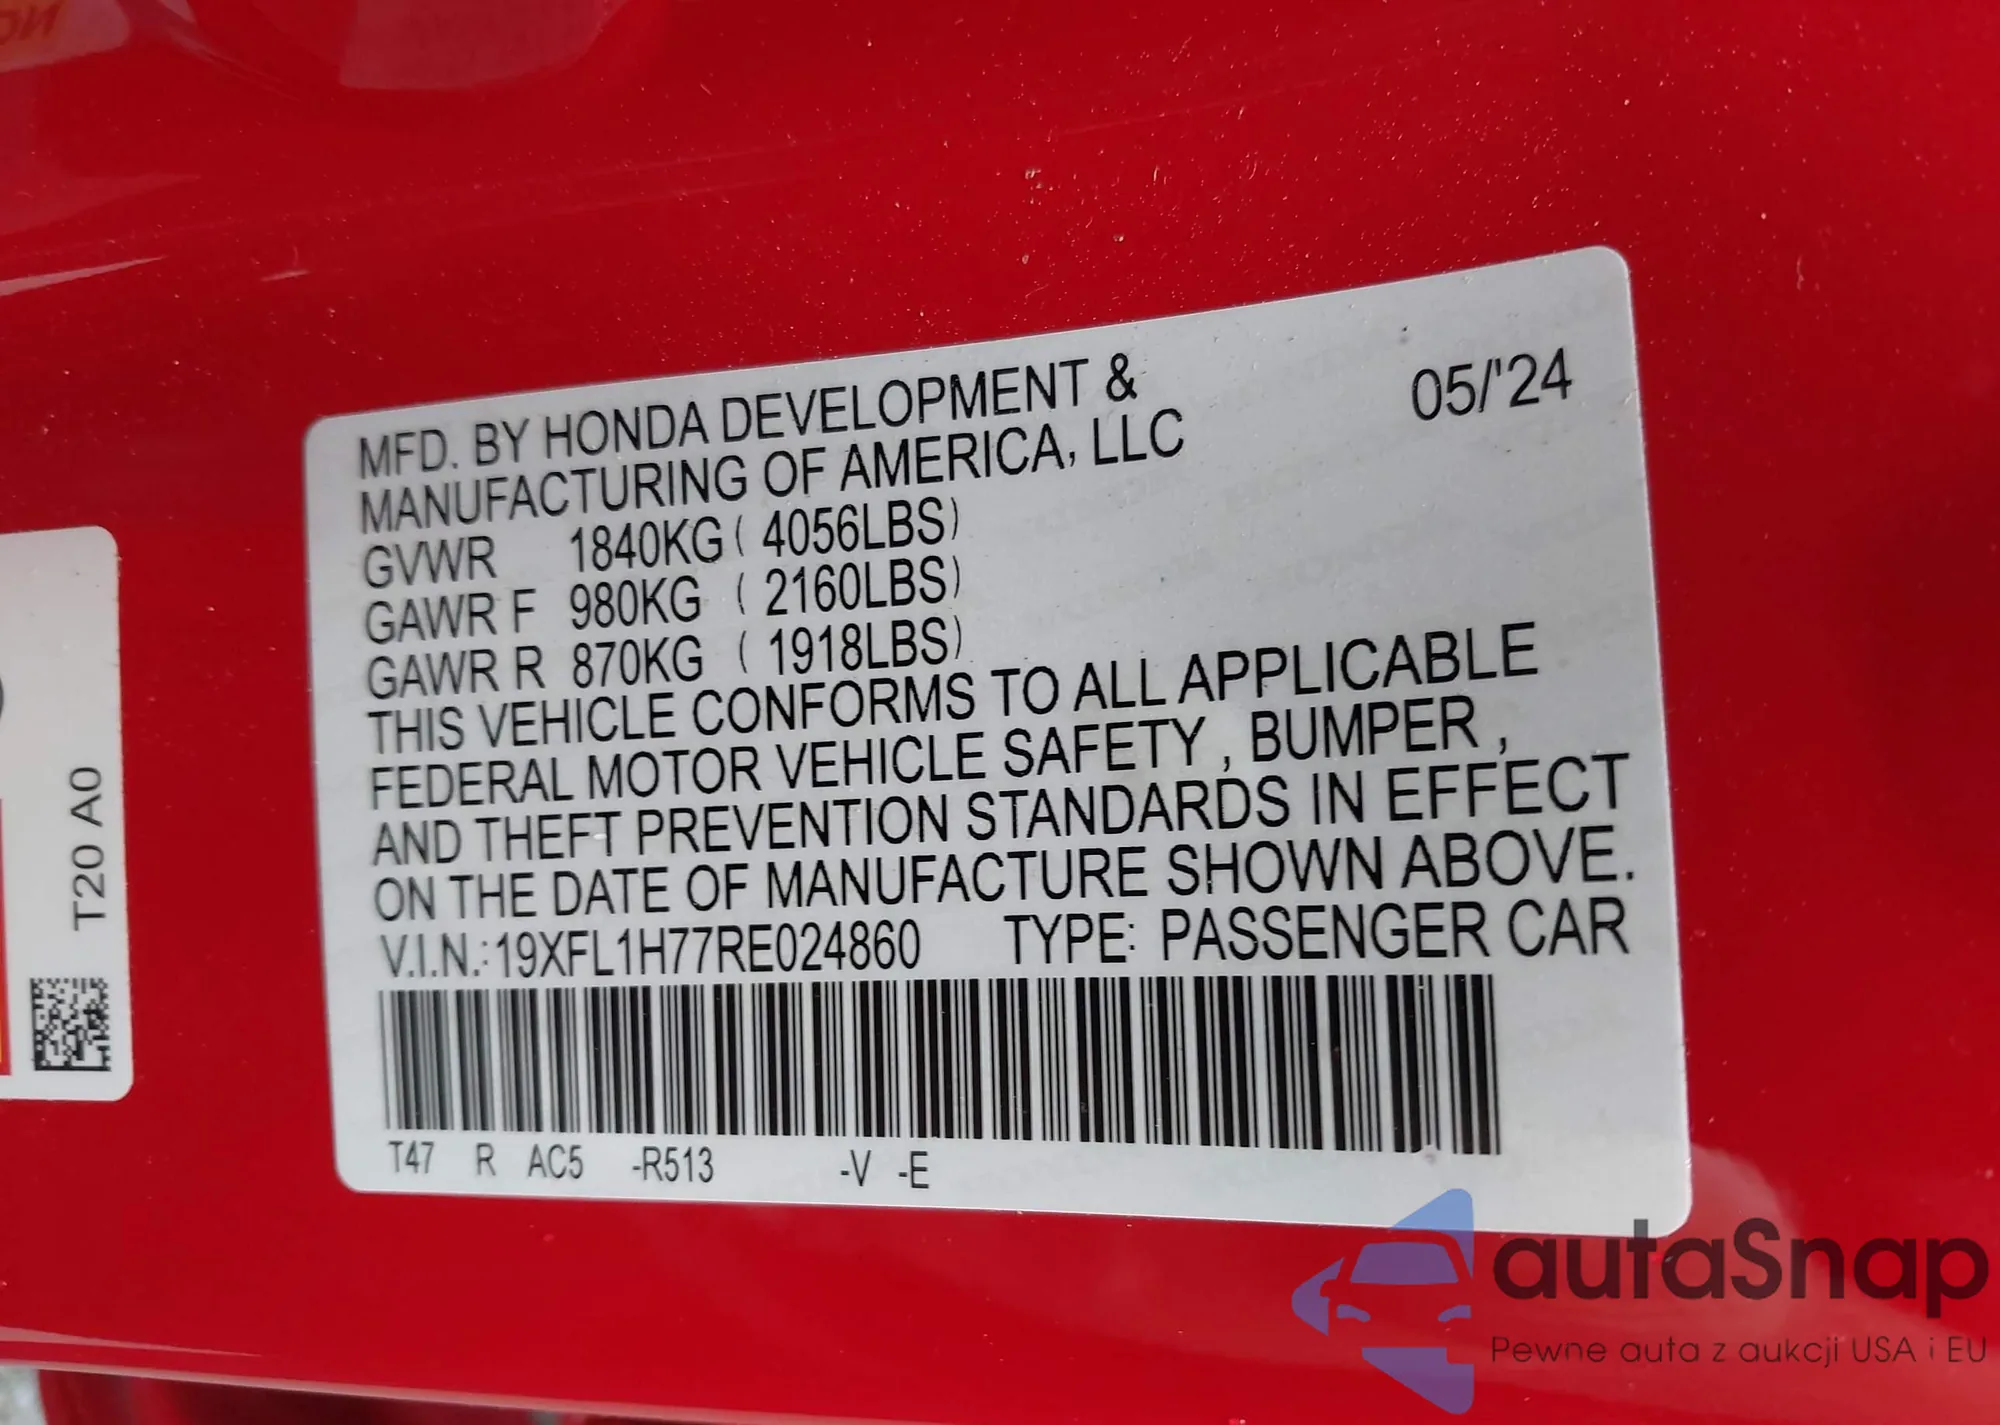 MFD. BY HONDA DEVELOPMENT & 05/'24
MANUFACTURING OF AMERICA, LLC
GVWR 1840KG ( 4056LBS)
GAWR F 980KG ( 2160LBS)
GAWR R 870KG ( 1918LBS)
THIS VEHICLE CONFORMS TO ALL APPLICABLE
FEDERAL MOTOR VEHICLE SAFETY , BUMPER ,
AND THEFT PREVENTION STANDARDS IN EFFECT
ON THE DATE OF MANUFACTURE SHOWN ABOVE.
V.I.N.: 19XFL1H77RE024860 TYPE: PASSENGER CAR
T47 R AC5 -R513 -V -E
T20 A0
autaSnap
Pewne auta z aukcji USA i EU